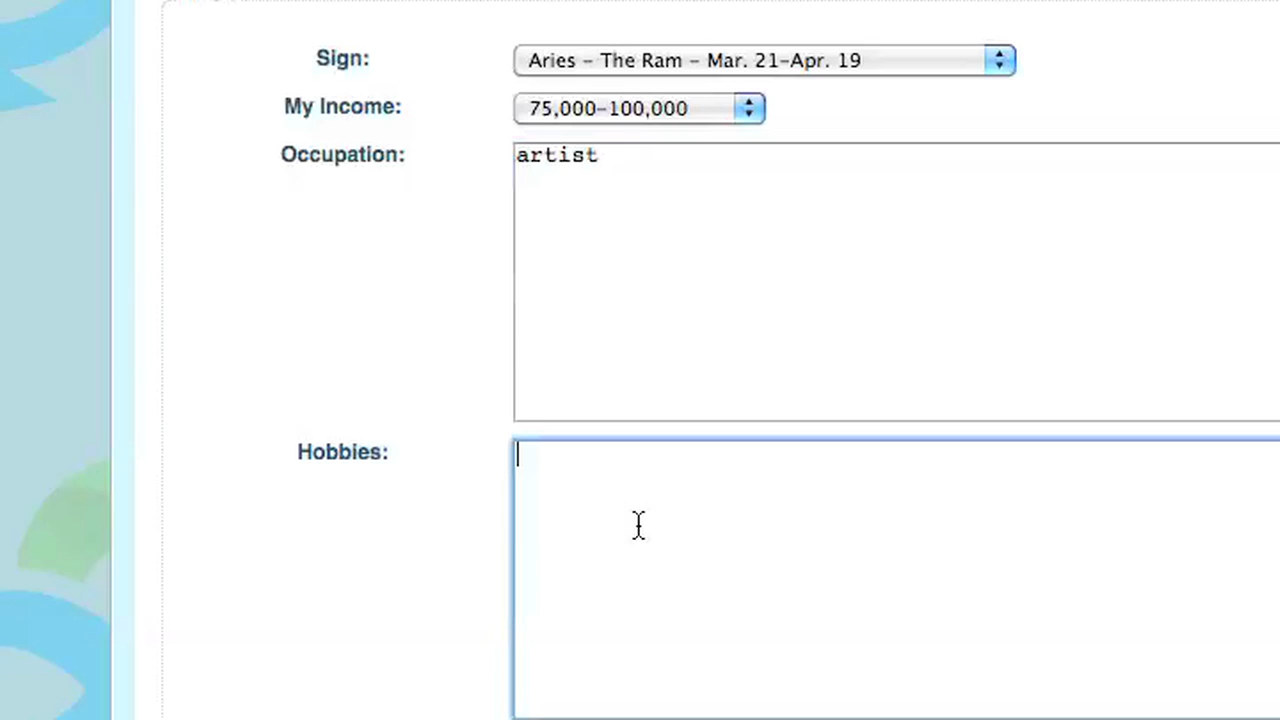 Sign: Aries - The Ram - Mar. 21-Apr. 19
My Income: 75,000-100,000
Occupation: artist
Hobbies: